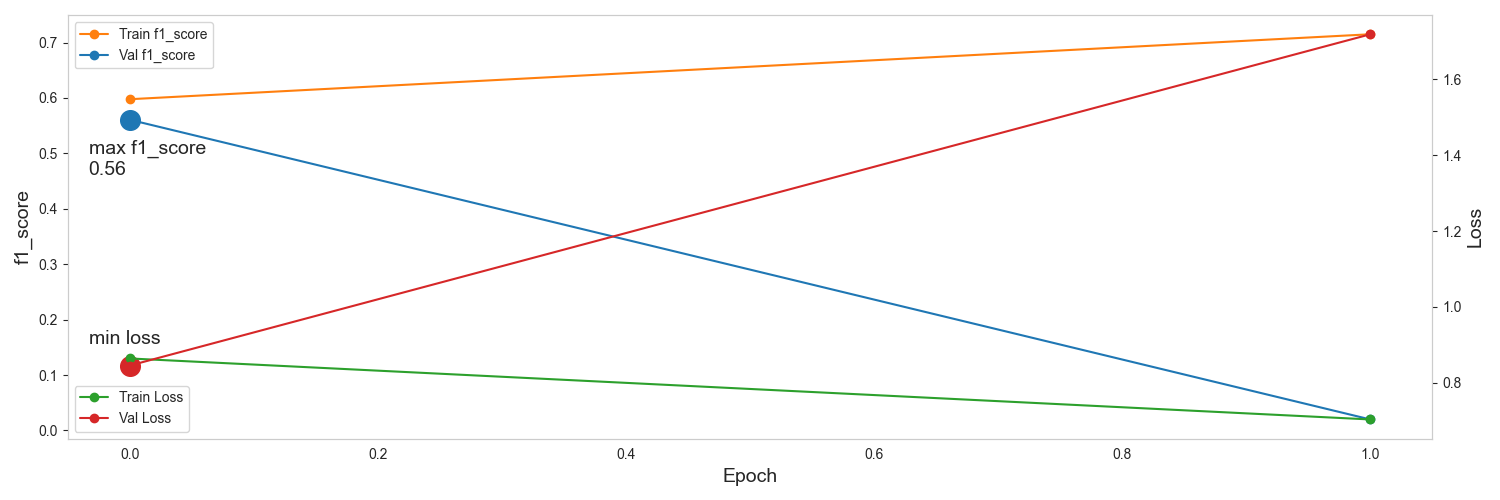 Train f1_score
Val f1_score
max f1_score
0.56
min loss
Train Loss
Val Loss
0.7
0.6
0.5
0.4
0.3
0.2
0.1
0.0
f1_score
1.6
1.4
1.2
1.0
0.8
Loss
0.0 0.2 0.4 0.6 0.8 1.0
Epoch